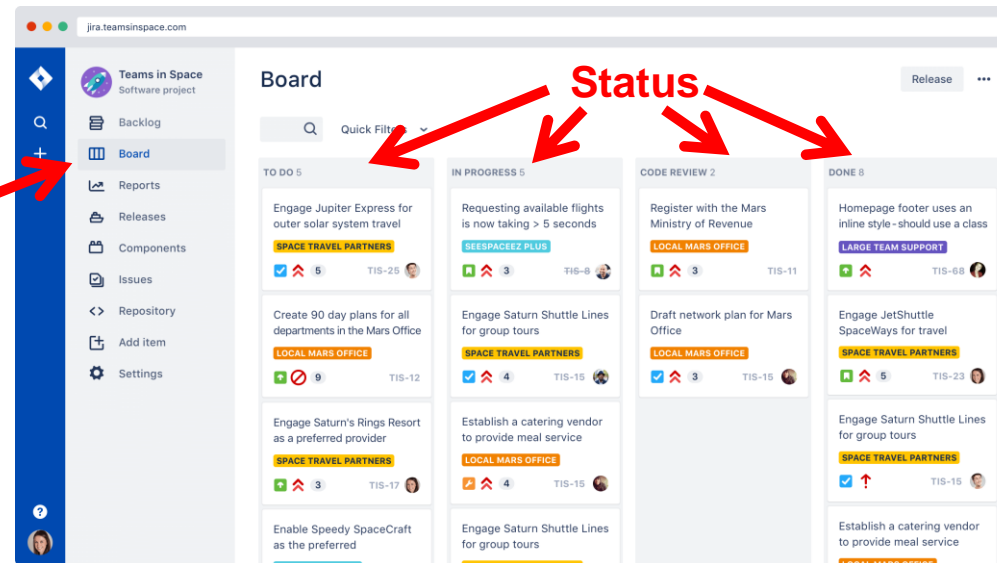 jira.teamsinspace.com
Teams in Space
Software project
Backlog
Board
Reports
Releases
Components
Issues
Repository
Add item
Settings
Board
Status
Release
Quick Filters
TO DO 5
Engage Jupiter Express for
outer solar system travel
SPACE TRAVEL PARTNERS
5 TIS-25
Create 90 day plans for all
departments in the Mars Office
LOCAL MARS OFFICE
9 TIS-12
Engage Saturn's Rings Resort
as a preferred provider
SPACE TRAVEL PARTNERS
3 TIS-17
Enable Speedy SpaceCraft
as the preferred
IN PROGRESS 5
Requesting available flights
is now taking > 5 seconds
SEESPACEEZ PLUS
3 TIS-8
Engage Saturn Shuttle Lines
for group tours
SPACE TRAVEL PARTNERS
4 TIS-15
Establish a catering vendor
to provide meal service
LOCAL MARS OFFICE
4 TIS-15
Engage Saturn Shuttle Lines
for group tours
CODE REVIEW 2
Register with the Mars
Ministry of Revenue
LOCAL MARS OFFICE
3 TIS-11
Draft network plan for Mars
Office
LOCAL MARS OFFICE
3 TIS-15
DONE 8
Homepage footer uses an
inline style-should use a class
LARGE TEAM SUPPORT
TIS-68
Engage JetShuttle
SpaceWays for travel
SPACE TRAVEL PARTNERS
5 TIS-23
Engage Saturn Shuttle Lines
for group tours
SPACE TRAVEL PARTNERS
TIS-15
Establish a catering vendor
to provide meal service
LOCAL MARS OFFICE